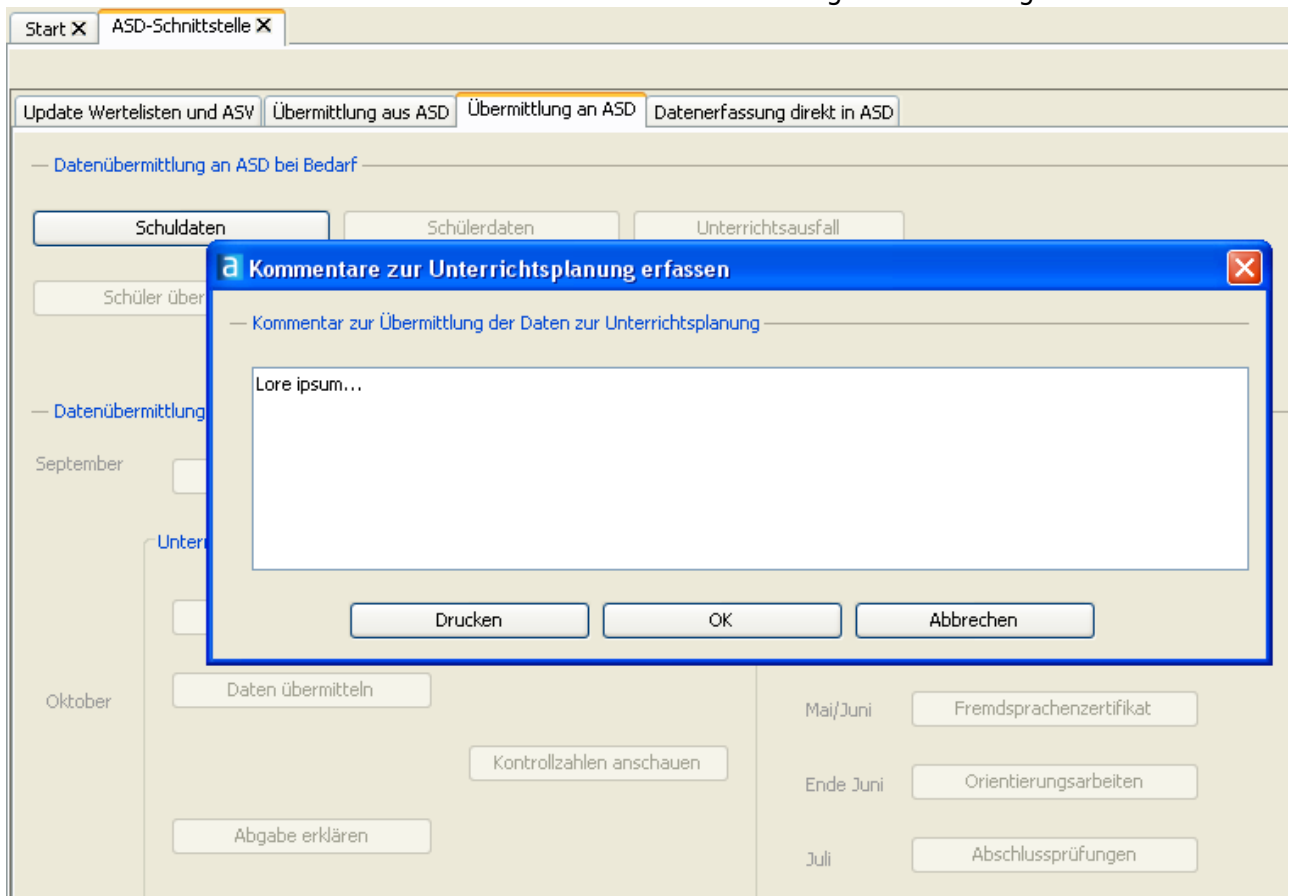 Start X ASD-Schnittstelle X
Update Wertelisten und ASV Übermittlung aus ASD Übermittlung an ASD Datenerfassung direkt in ASD
Datenübermittlung an ASD bei Bedarf
Schuldaten Schülerdaten Unterrichtsausfall
a Kommentare zur Unterrichtsplanung erfassen
Schüler über
Kommentar zur Übermittlung der Daten zur Unterrichtsplanung
Lore ipsum...
Datenübermittlung
September
Unterr
Drucken OK Abbrechen
Oktober Daten übermitteln Mai/Juni Fremdsprachenzertifikat
Kontrollzahlen anschauen
Ende Juni Orientierungsarbeiten
Abgabe erklären
Juli Abschlussprüfungen